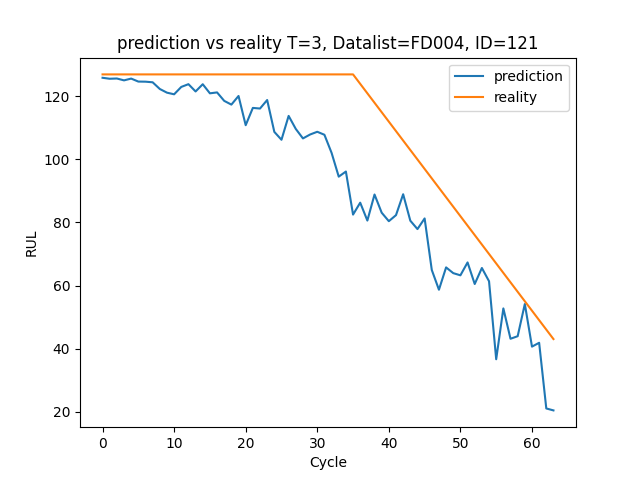 prediction vs reality T=3, Datalist=FD004, ID=121
prediction
reality
RUL
120
100
80
60
40
20
0 10 20 30 40 50 60
Cycle